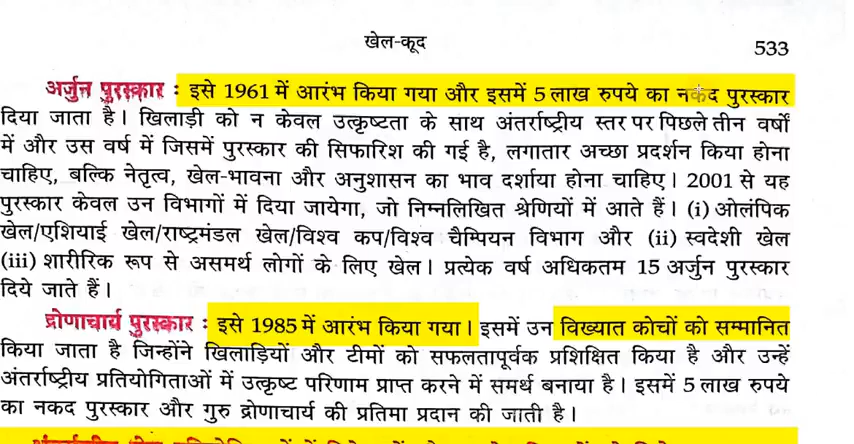 खेल-कूद
533
अर्जुन पुरस्कार : इसे 1961 में आरंभ किया गया और इसमें 5 लाख रुपये का नकद पुरस्कार
दिया जाता है। खिलाड़ी को न केवल उत्कृष्टता के साथ अंतर्राष्ट्रीय स्तर पर पिछले तीन वर्षों
में और उस वर्ष में जिसमें पुरस्कार की सिफारिश की गई है, लगातार अच्छा प्रदर्शन किया होना
चाहिए, बल्कि नेतृत्व, खेल-भावना और अनुशासन का भाव दर्शाया होना चाहिए। 2001 से यह
पुरस्कार केवल उन विभागों में दिया जायेगा, जो निम्नलिखित श्रेणियों में आते हैं। (i) ओलंपिक
खेल/एशियाई खेल/राष्ट्रमंडल खेल/विश्व कप/विश्व चैम्पियन विभाग और (ii) स्वदेशी खेल
(iii) शारीरिक रूप से असमर्थ लोगों के लिए खेल। प्रत्येक वर्ष अधिकतम 15 अर्जुन पुरस्कार
दिये जाते हैं।
द्रोणाचार्य पुरस्कार : इसे 1985 में आरंभ किया गया। इसमें उन विख्यात कोचों को सम्मानित
किया जाता है जिन्होंने खिलाड़ियों और टीमों को सफलतापूर्वक प्रशिक्षित किया है और उन्हें
अंतर्राष्ट्रीय प्रतियोगिताओं में उत्कृष्ट परिणाम प्राप्त करने में समर्थ बनाया है। इसमें 5 लाख रुपये
का नकद पुरस्कार और गुरु द्रोणाचार्य की प्रतिमा प्रदान की जाती है।